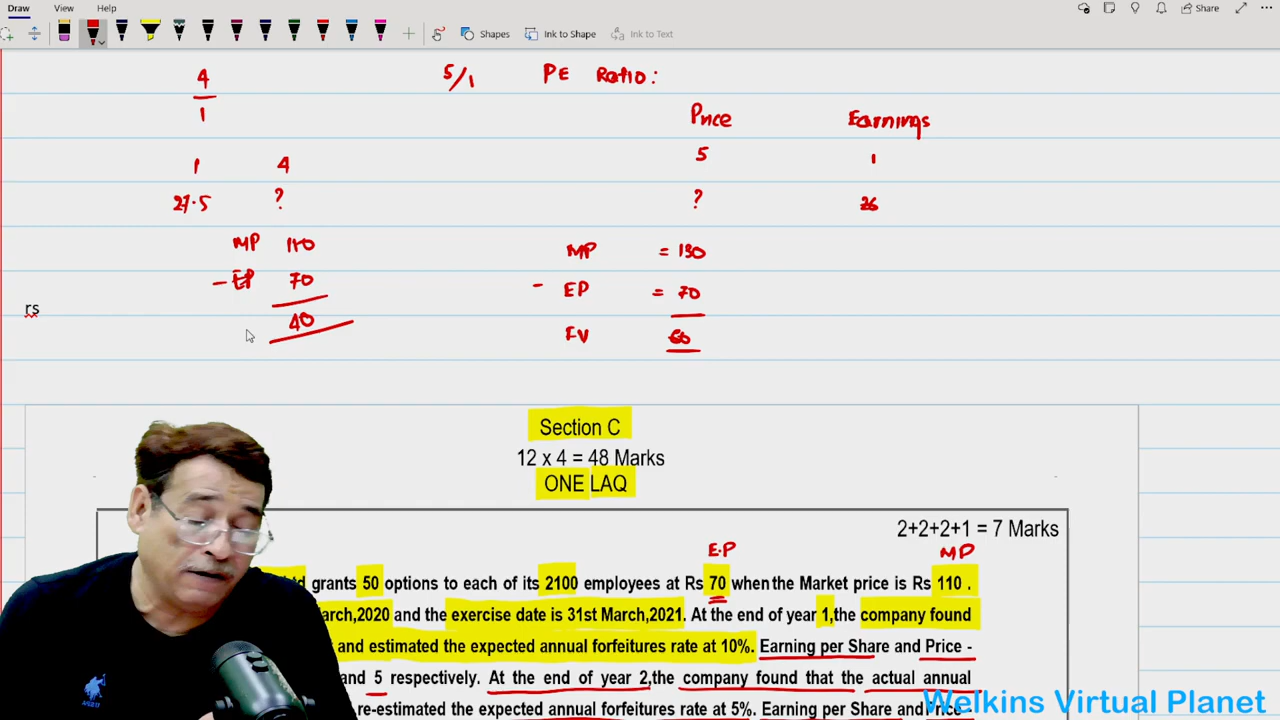 Draw View Help
Share
Shapes Ink to Shape Ink to Text
4 5/1 PE Ratio:
1
Price Earnings
1 4 5 1
27.5 ? ? 26
MP 110 MP = 130
- EP 70 - EP = 70
rs
40 FV 60
Section C
12 x 4 = 48 Marks
ONE LAQ
2+2+2+1 = 7 Marks
E.P MP
grants 50 options to each of its 2100 employees at Rs 70 when the Market price is Rs 110 .
March,2020 and the exercise date is 31st March,2021. At the end of year 1,the company found
and estimated the expected annual forfeitures rate at 10%. Earning per Share and Price -
and 5 respectively. At the end of year 2,the company found that the actual annual
re-estimated the expected annual forfeitures rate at 5%. Earning per Share and Price -
Welkins Virtual Planet